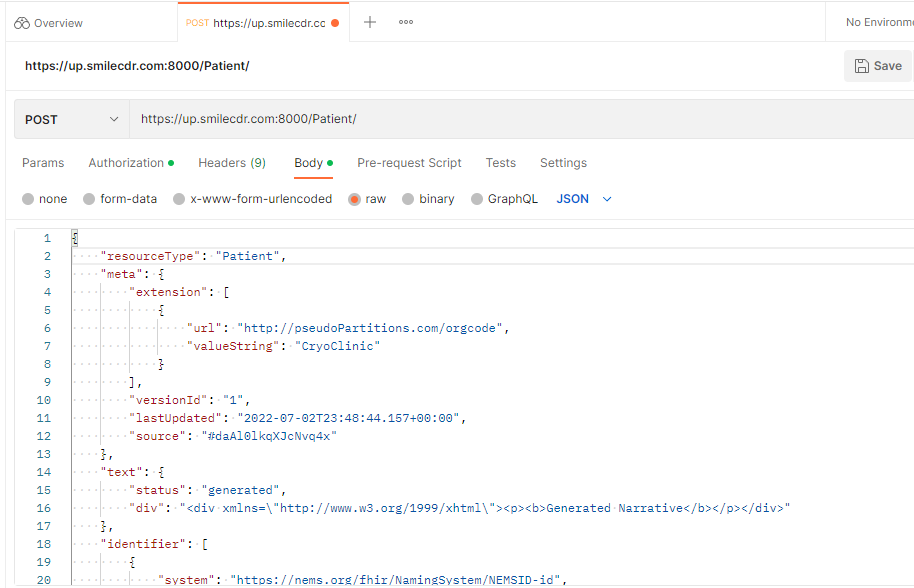 Overview
POST https://up.smilecdr.cc
No Environme
https://up.smilecdr.com:8000/Patient/
Save
POST
https://up.smilecdr.com:8000/Patient/
Params Authorization Headers (9) Body Pre-request Script Tests Settings
none form-data x-www-form-urlencoded raw binary GraphQL JSON
1 {
2 "resourceType": "Patient",
3 "meta": {
4 "extension": [
5 {
6 "url": "http://pseudoPartitions.com/orgcode",
7 "valueString": "CryoClinic"
8 }
9 ],
10 "versionId": "1",
11 "lastUpdated": "2022-07-02T23:48:44.157+00:00",
12 "source": "#daAl0lkqXJcNvq4x"
13 },
14 "text": {
15 "status": "generated",
16 "div": "<div xmlns=\"http://www.w3.org/1999/xhtml\"><p><b>Generated Narrative</b></p></div>"
17 },
18 "identifier": [
19 {
20 "system": "https://nems.org/fhir/NamingSystem/NEMSID-id",